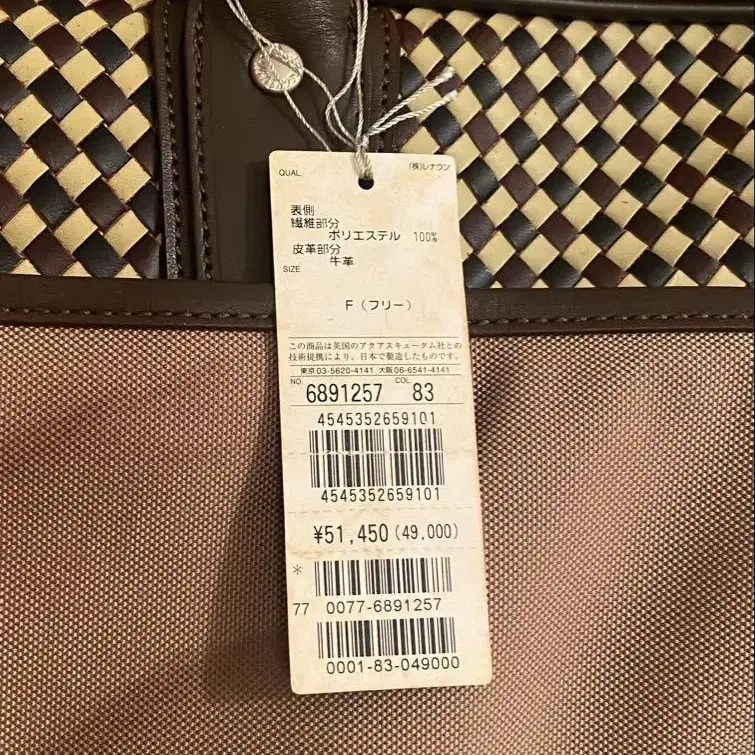 QUAL.
(株)レナウン
表側
繊維部分
ポリエステル 100%
皮革部分
牛革
SIZE
F (フリー)
この商品は英国のアクアスキュータム社との
技術提携により、日本で製造したものです。
東京 03-5620-4141 大阪 06-6541-4141
NO. 6891257 COL 83
4545352659101
4545352659101
¥51,450 (49,000)
*
77 0077-6891257
0001-83-049000